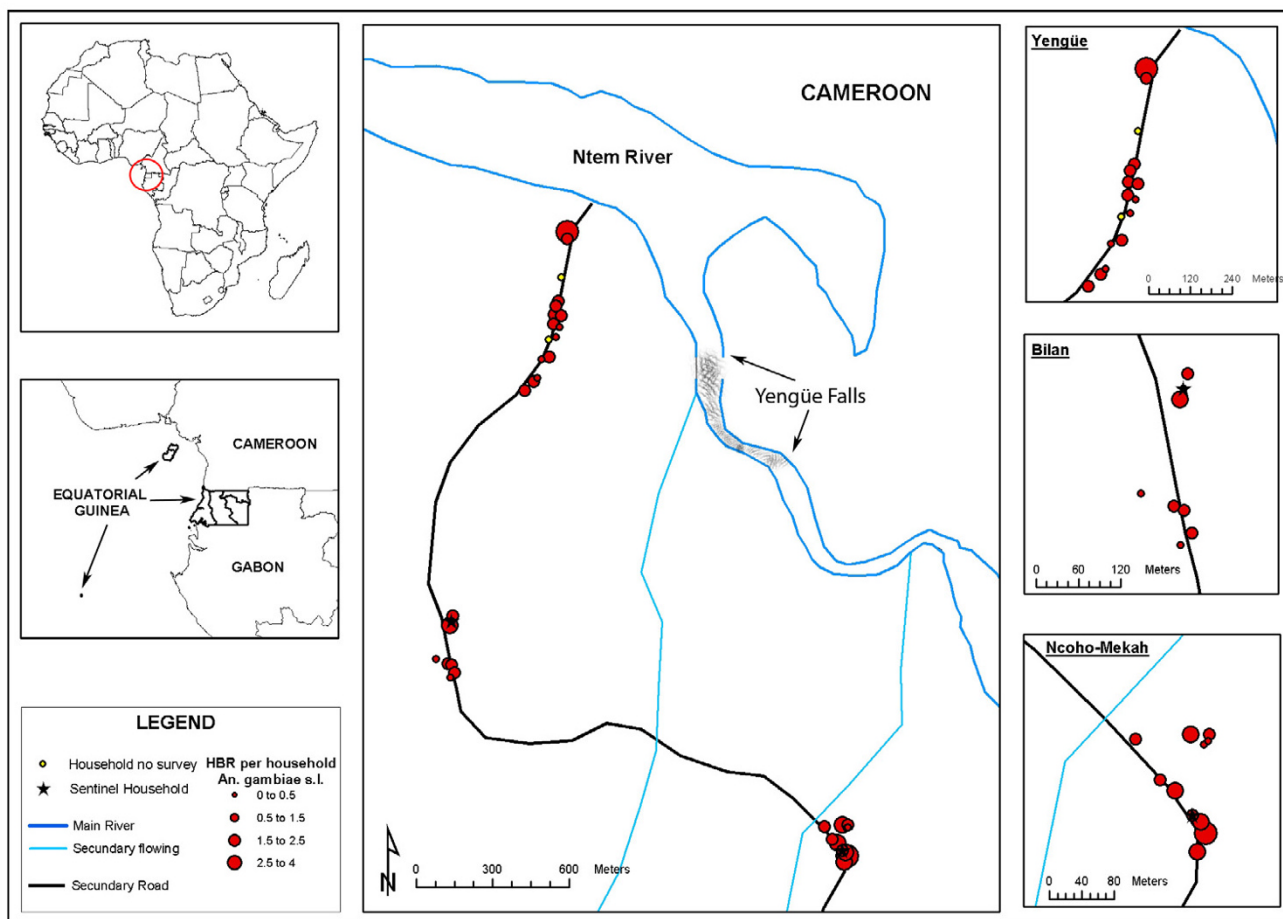 CAMEROON
EQUATORIAL
GUINEA
GABON
LEGEND
Household no survey
Sentinel Household
Main River
Secundary flowing
Secundary Road
HBR per household
An. gambiae s.l.
0 to 0.5
0.5 to 1.5
1.5 to 2.5
2.5 to 4
CAMEROON
Ntem River
Yengüe Falls
N
0 200 400 600 Meters
Yengüe
0 120 240 Meters
Bilan
0 60 120 Meters
Ncoho-Mekah
0 40 80 Meters